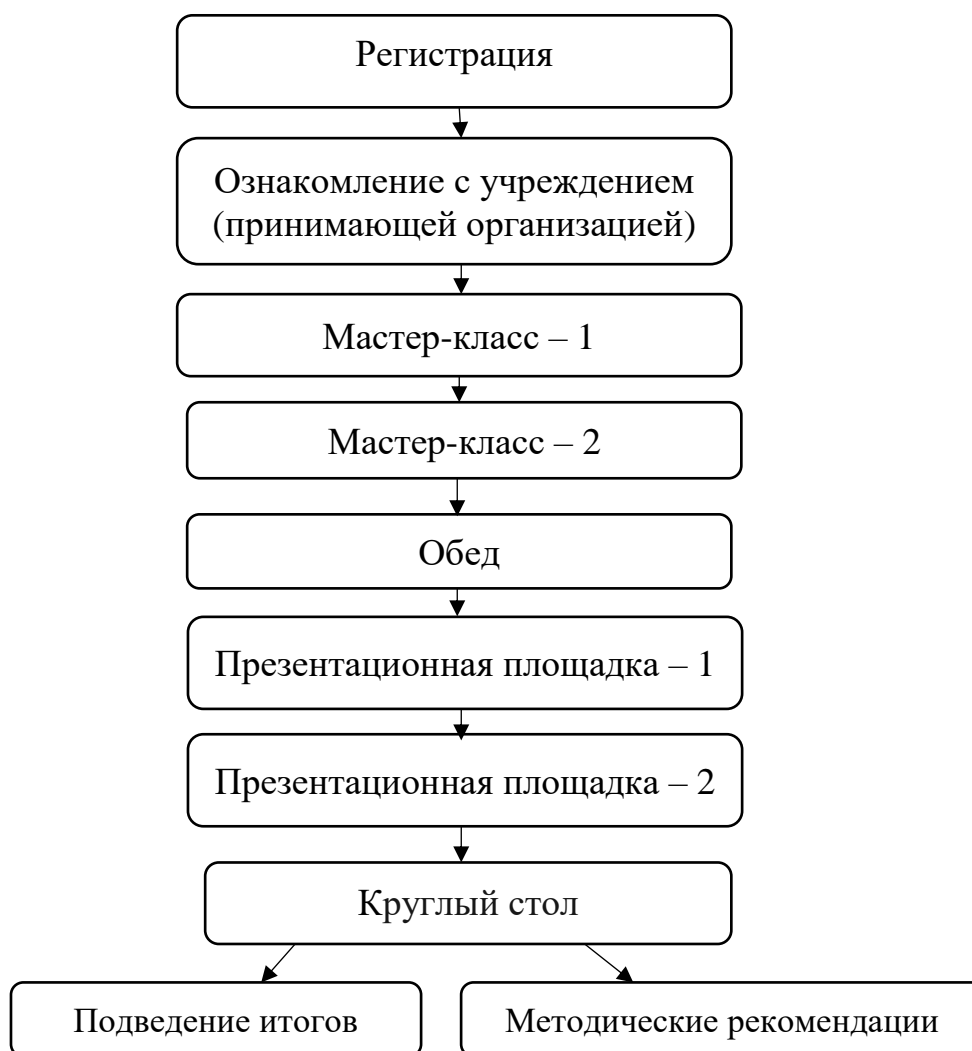 Регистрация
Ознакомление с учреждением
(принимающей организацией)
Мастер-класс – 1
Мастер-класс – 2
Обед
Презентационная площадка – 1
Презентационная площадка – 2
Круглый стол
Подведение итогов
Методические рекомендации